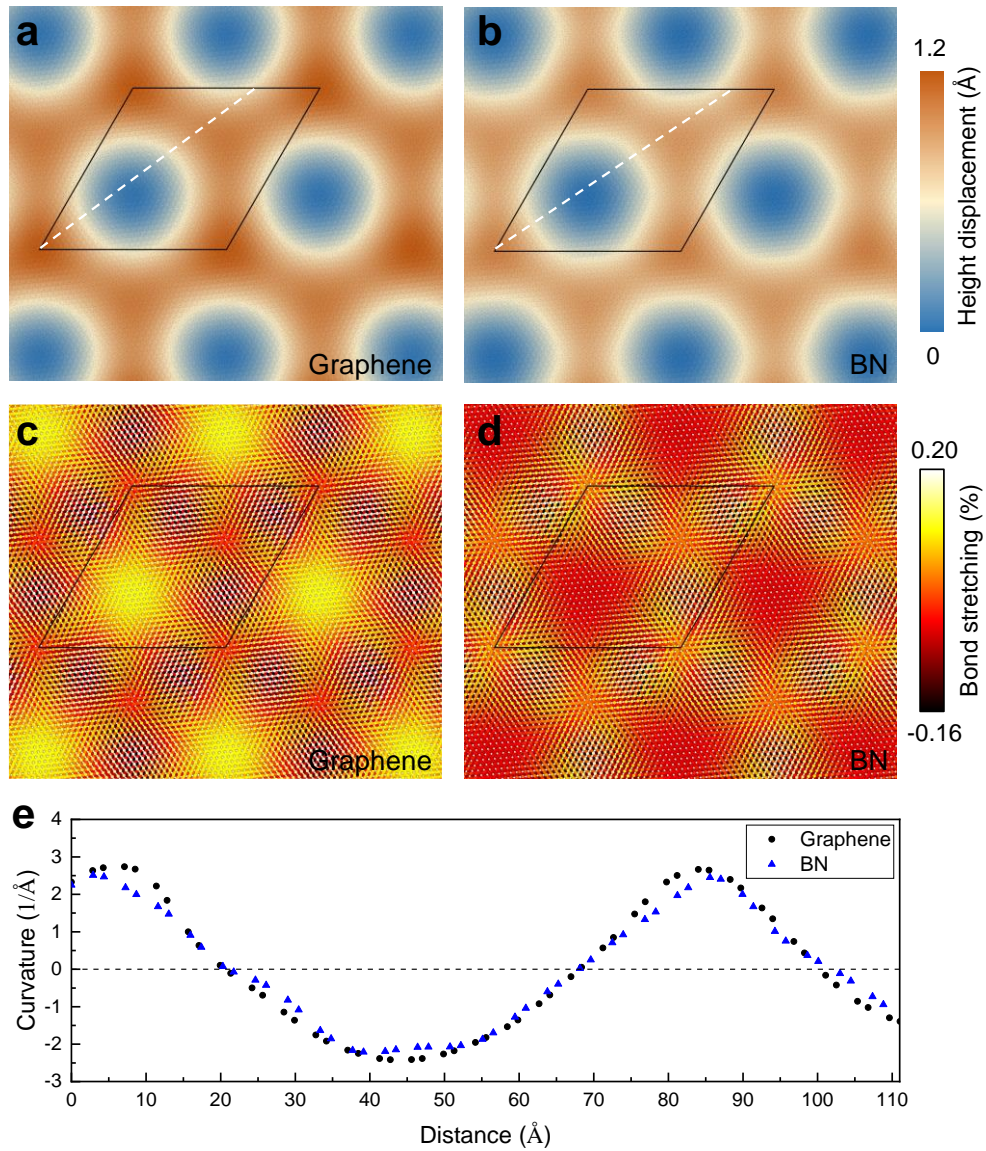 a
b
1.2
Height displacement (Å)
0
Graphene
BN
c
d
0.20
Bond stretching (%)
-0.16
Graphene
BN
e
4
3
2
1
0
-1
-2
-3
Curvature (1/Å)
Graphene
BN
0 10 20 30 40 50 60 70 80 90 100 110
Distance (Å)